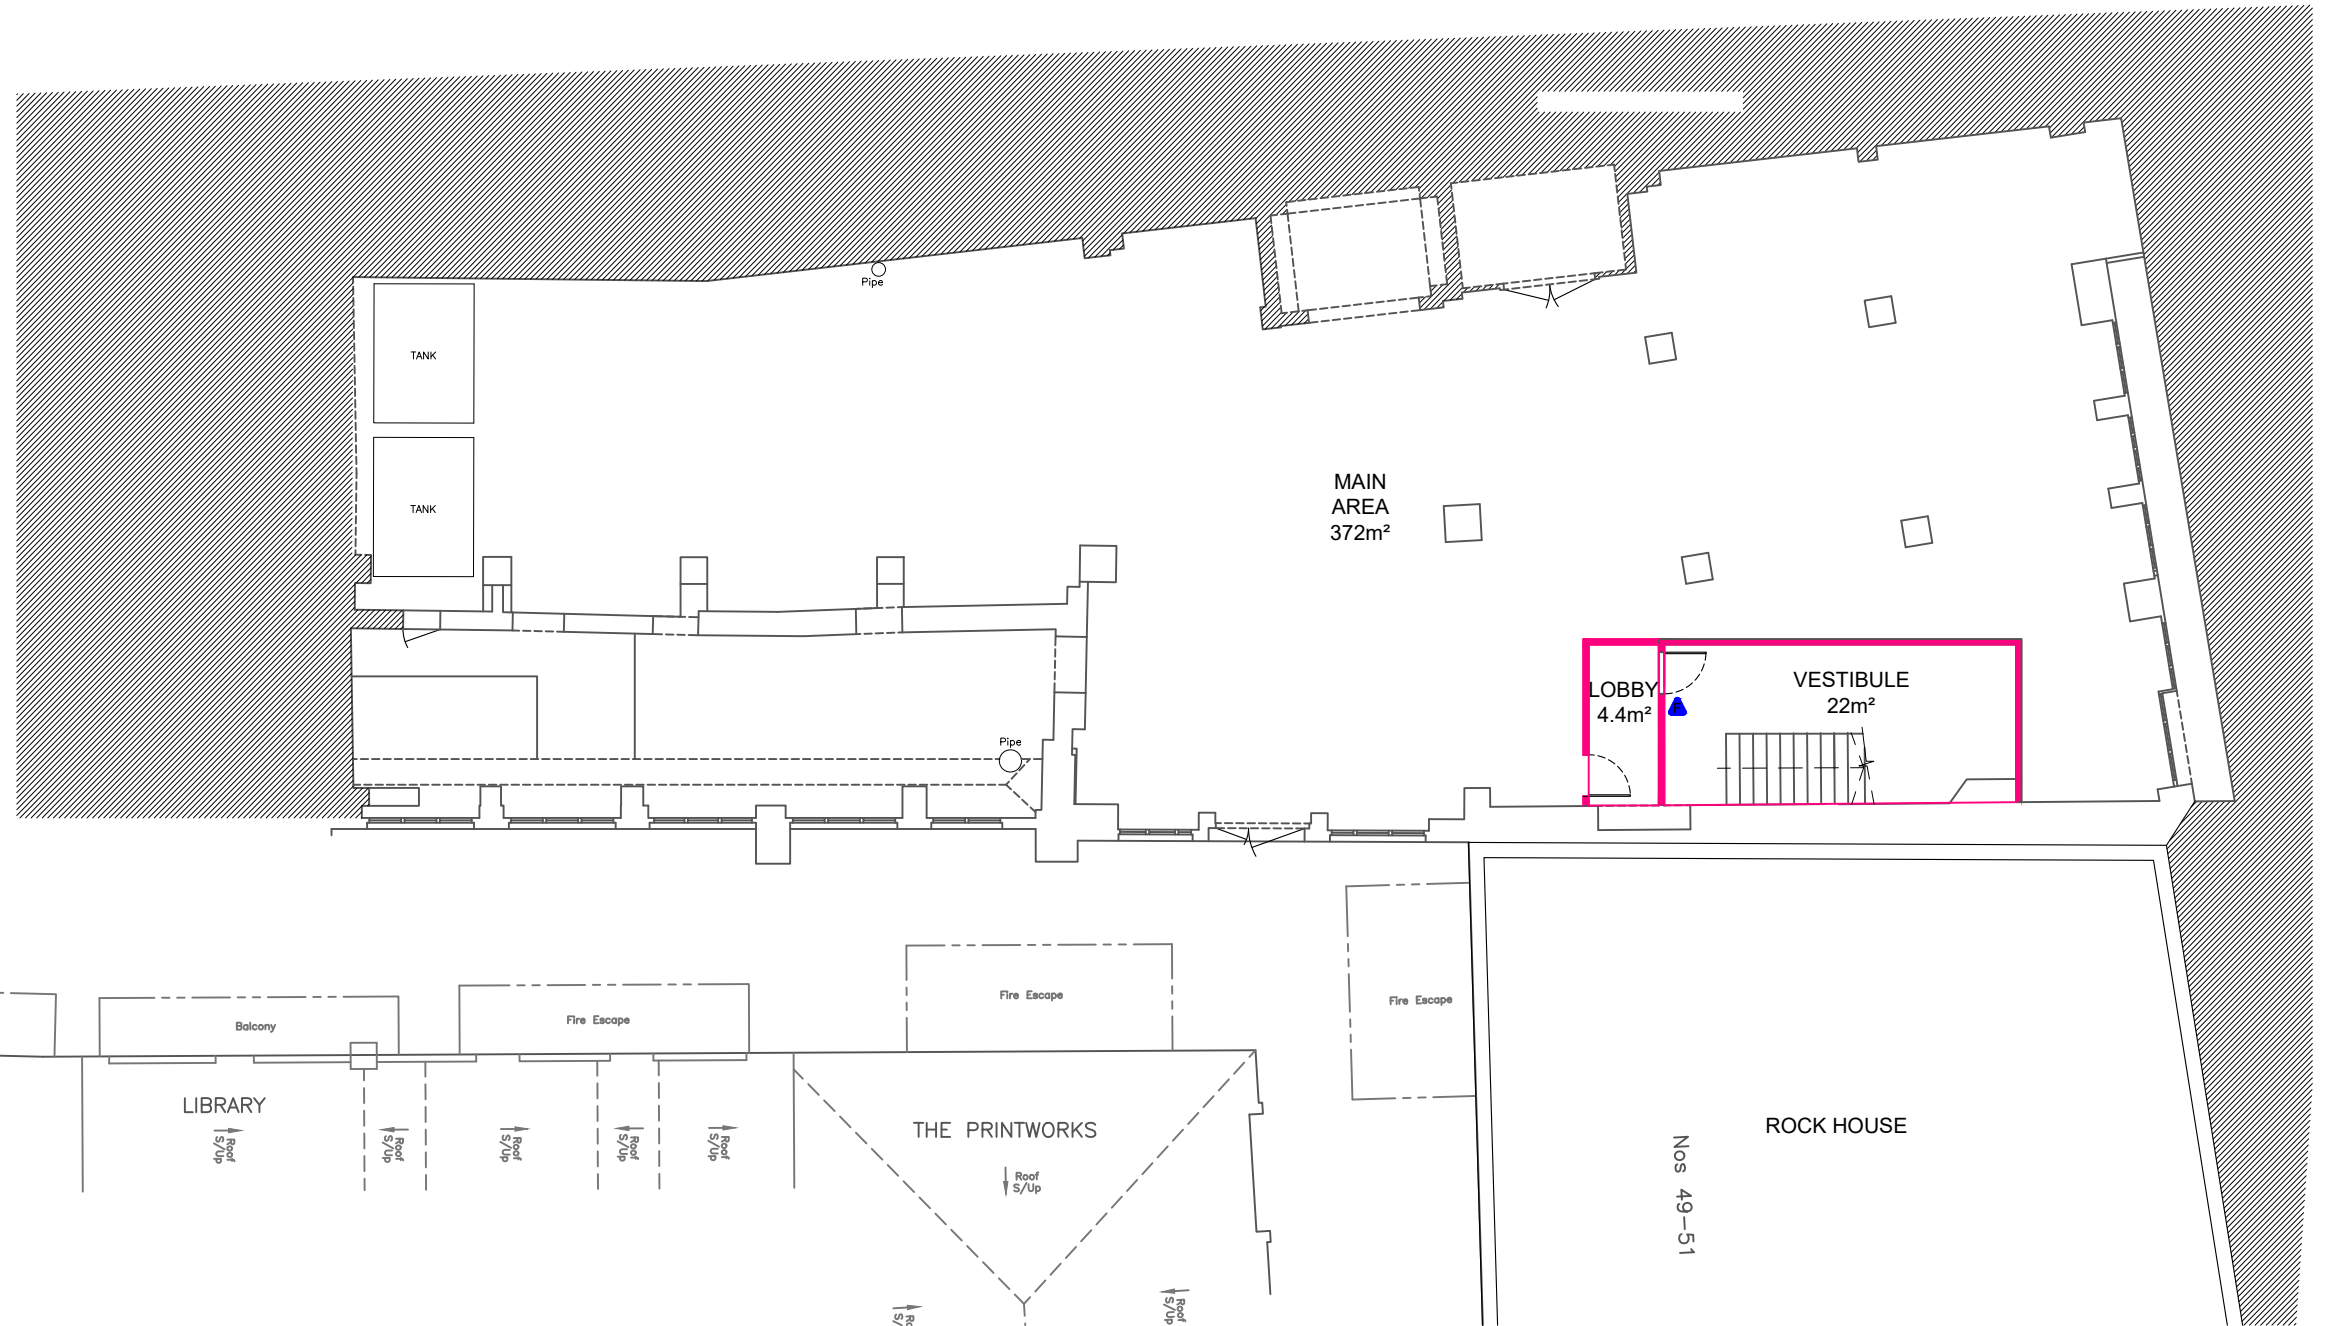 Pipe
TANK
TANK
MAIN
AREA
372m²
LOBBY
4.4m²
VESTIBULE
22m²
Pipe
Balcony
Fire Escape
Fire Escape
Fire Escape
LIBRARY
Roof
S/Up
Roof
S/Up
Roof
S/Up
Roof
S/Up
Roof
S/Up
THE PRINTWORKS
Roof
S/Up
ROCK HOUSE
Nos 49-51
Roof
S/Up